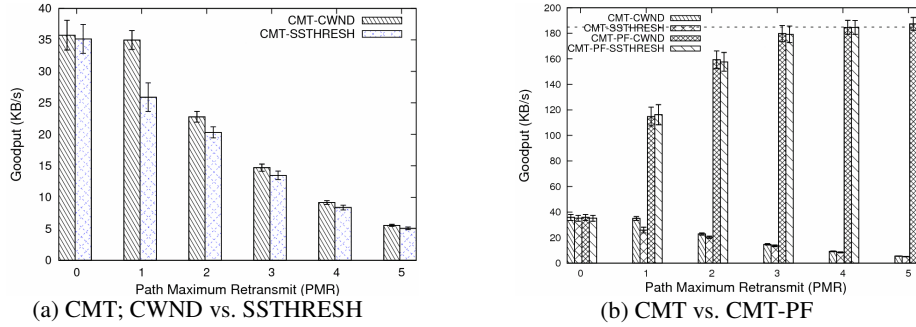 CMT-CWND
CMT-SSTHRESH
40
35
30
25
20
15
10
5
0
Goodput (KB/s)
0 1 2 3 4 5
Path Maximum Retransmit (PMR)
(a) CMT; CWND vs. SSTHRESH
CMT-CWND
CMT-SSTHRESH
CMT-PF-CWND
CMT-PF-SSTHRESH
200
180
160
140
120
100
80
60
40
20
0
Goodput (KB/s)
0 1 2 3 4 5
Path Maximum Retransmit (PMR)
(b) CMT vs. CMT-PF